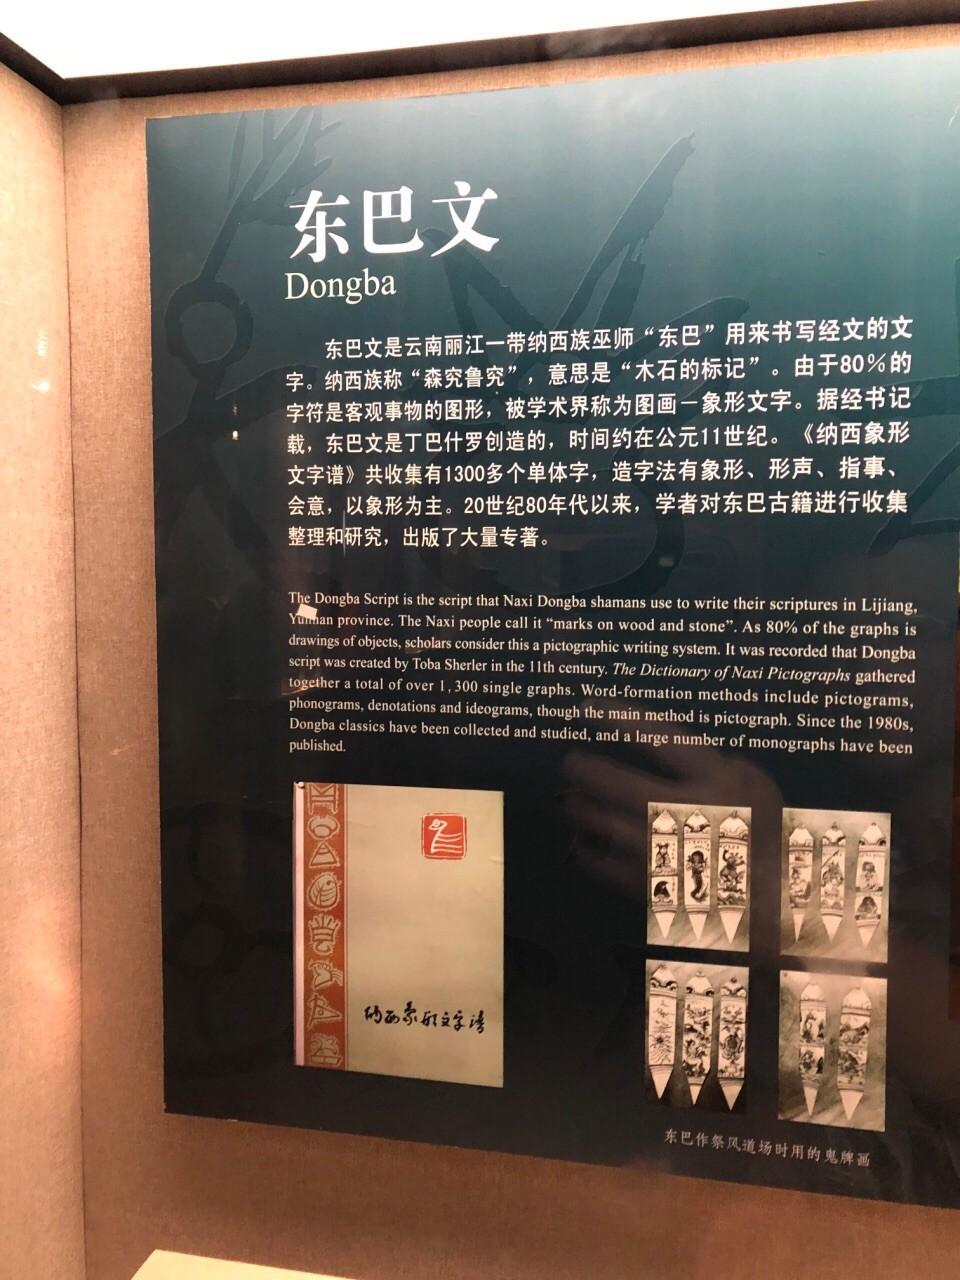 东巴文
Dongba
东巴文是云南丽江一带纳西族巫师“东巴”用来书写经文的文
字。纳西族称“森究鲁究”，意思是“木石的标记”。由于80％的
字符是客观事物的图形，被学术界称为图画—象形文字。据经书记
载，东巴文是丁巴什罗创造的，时间约在公元11世纪。《纳西象形
文字谱》共收集有1300多个单体字，造字法有象形、形声、指事、
会意，以象形为主。20世纪80年代以来，学者对东巴古籍进行收集
整理和研究，出版了大量专著。
The Dongba Script is the script that Naxi Dongba shamans use to write their scriptures in Lijiang,
Yunnan province. The Naxi people call it “marks on wood and stone”. As 80% of the graphs is
drawings of objects, scholars consider this a pictographic writing system. It was recorded that Dongba
script was created by Toba Sherler in the 11th century. The Dictionary of Naxi Pictographs gathered
together a total of over 1,300 single graphs. Word-formation methods include pictograms,
phonograms, denotations and ideograms, though the main method is pictograph. Since the 1980s,
Dongba classics have been collected and studied, and a large number of monographs have been
published.
纳西象形文字谱
东巴作祭风道场时用的鬼牌画